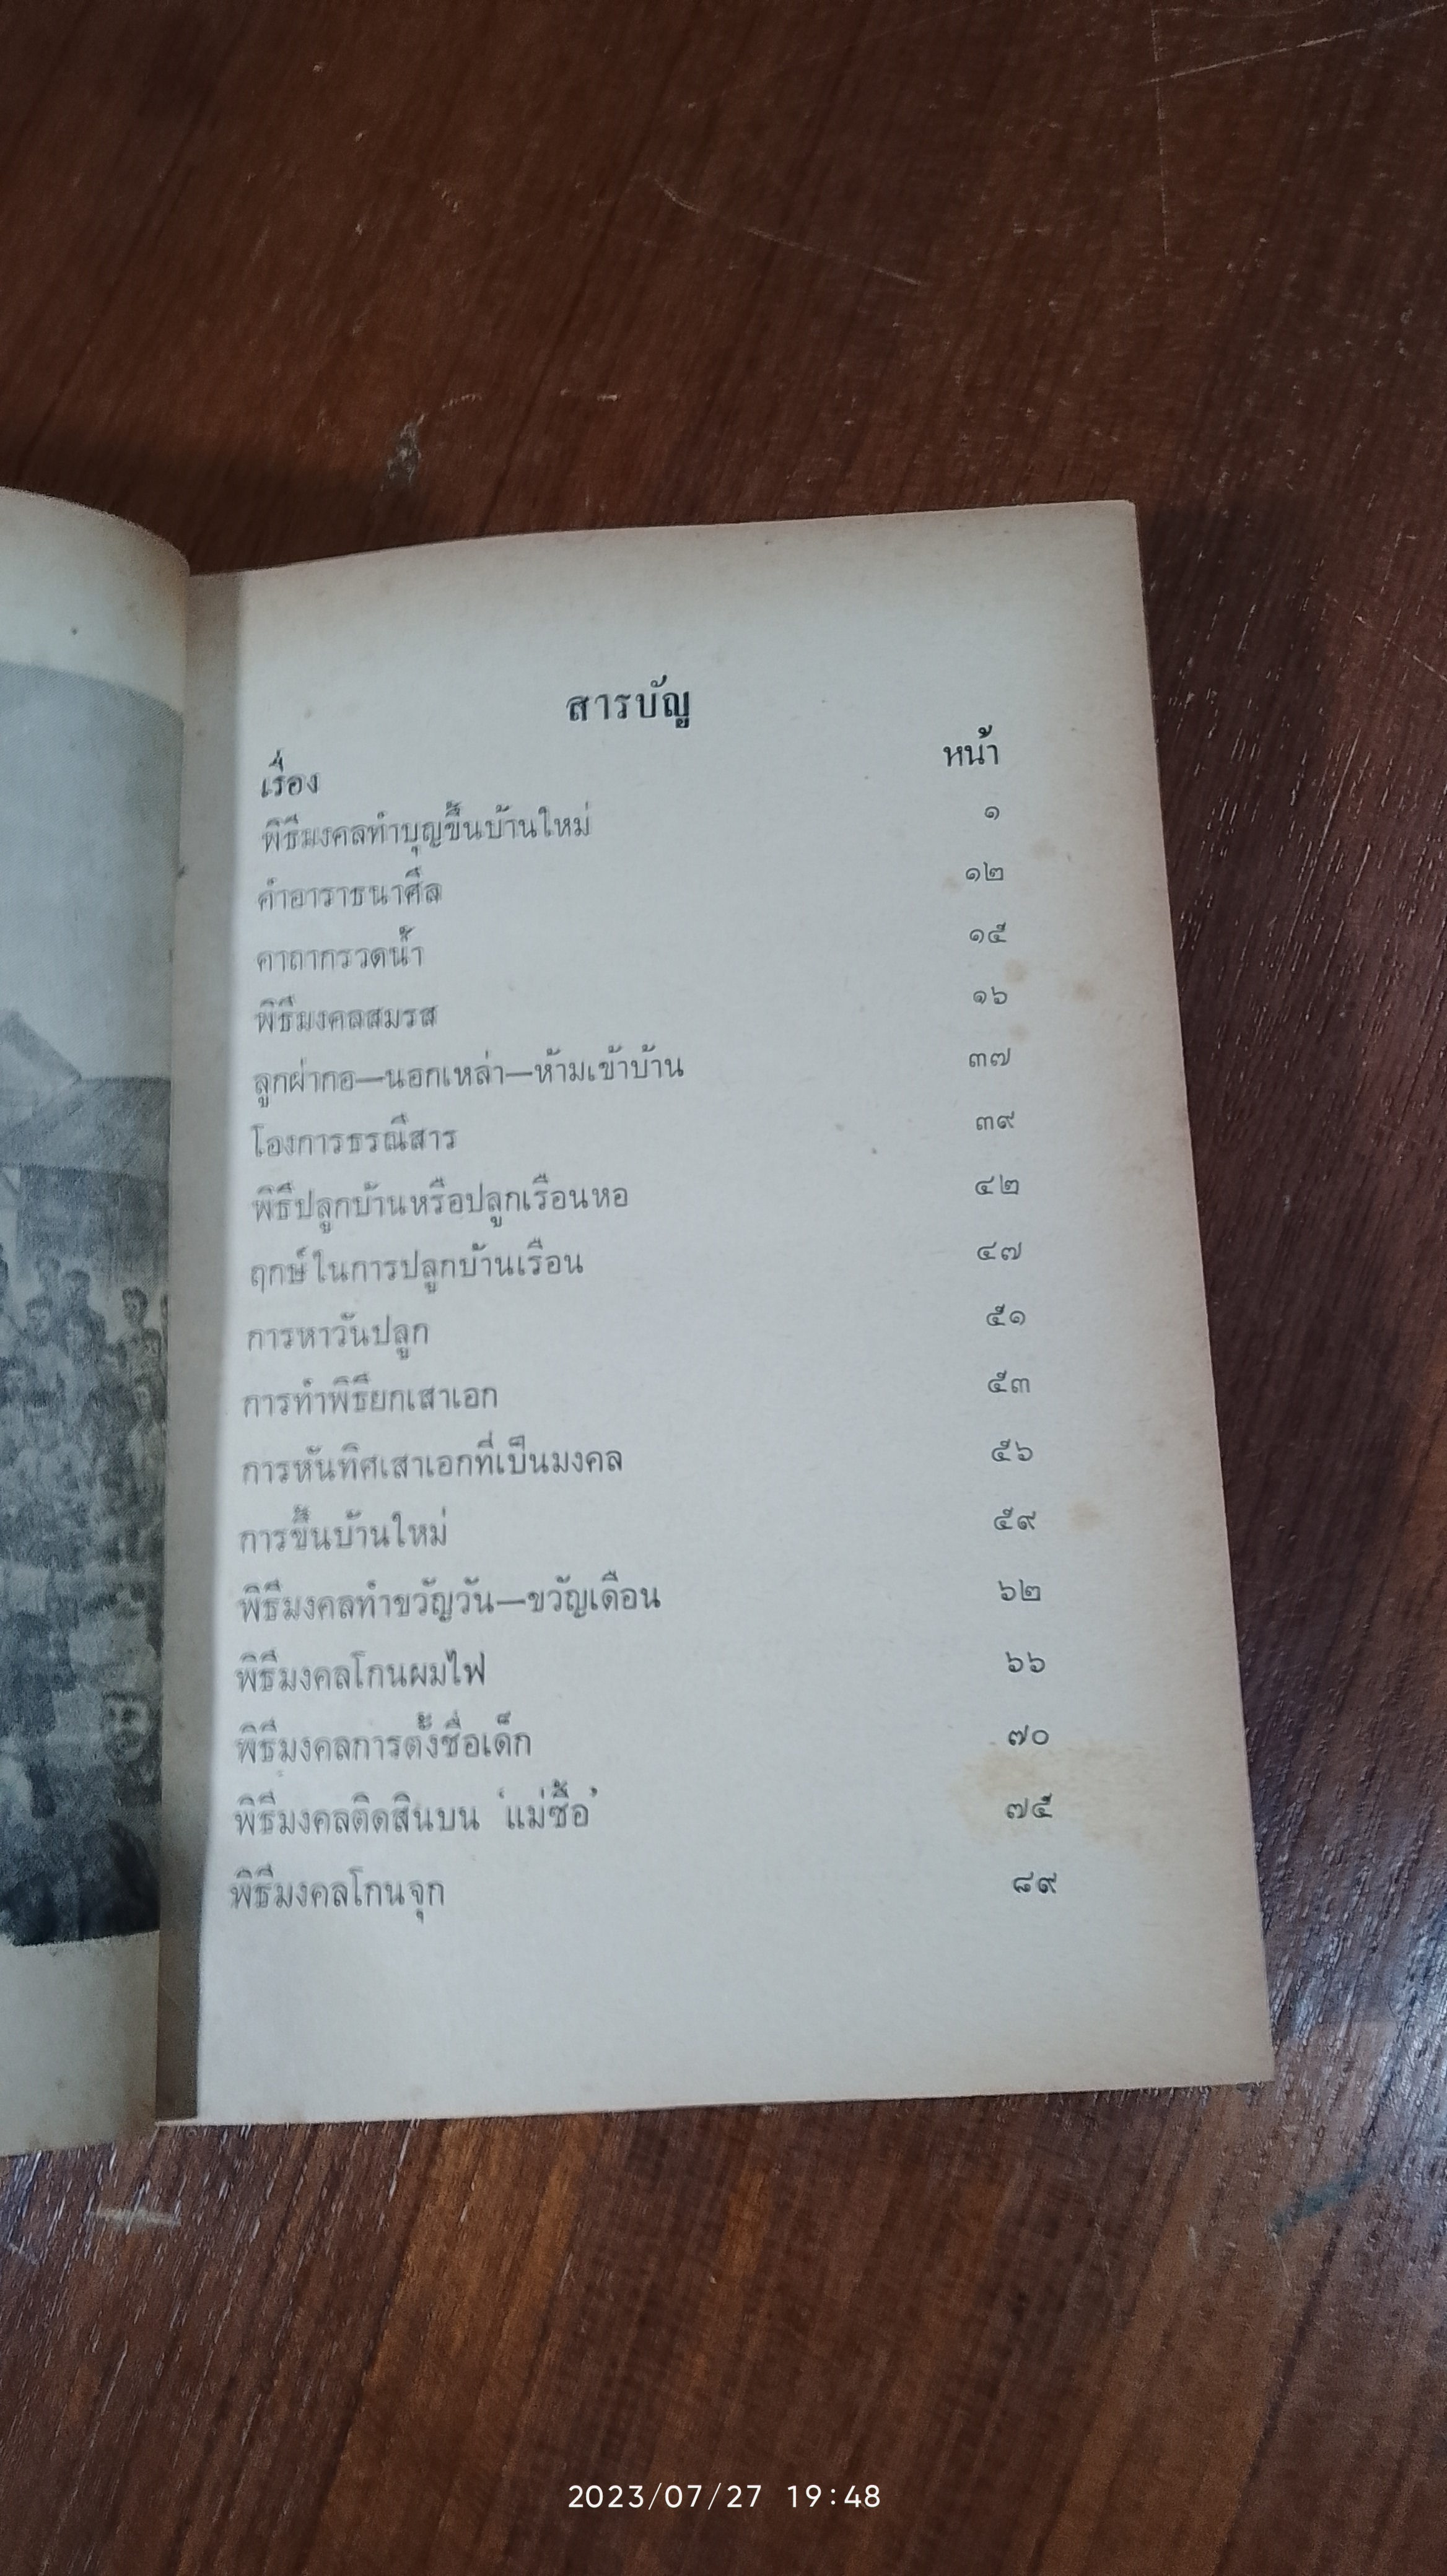 สารบัญ
เรื่อง หน้า
พิธีมงคลทำบุญขึ้นบ้านใหม่ ๑
คำอาราธนาศีล ๑๒
คาถากรวดน้ำ ๑๕
พิธีมงคลสมรส ๑๖
ลูกผ่ากอ—นอกเหล่า—ห้ามเข้าบ้าน ๓๗
โองการธรณีสาร ๓๙
พิธีปลูกบ้านหรือปลูกเรือนหอ ๔๒
ฤกษ์ในการปลูกบ้านเรือน ๔๗
การหาวันปลูก ๕๑
การทำพิธียกเสาเอก ๕๓
การหันทิศเสาเอกที่เป็นมงคล ๕๖
การขึ้นบ้านใหม่ ๕๙
พิธีมงคลทำขวัญวัน—ขวัญเดือน ๖๒
พิธีมงคลโกนผมไฟ ๖๖
พิธีมงคลการตั้งชื่อเด็ก ๗๐
พิธีมงคลติดสินบน ‘แม่ซื้อ’ ๗๕
พิธีมงคลโกนจุก ๘๙
2023/07/27 19:48